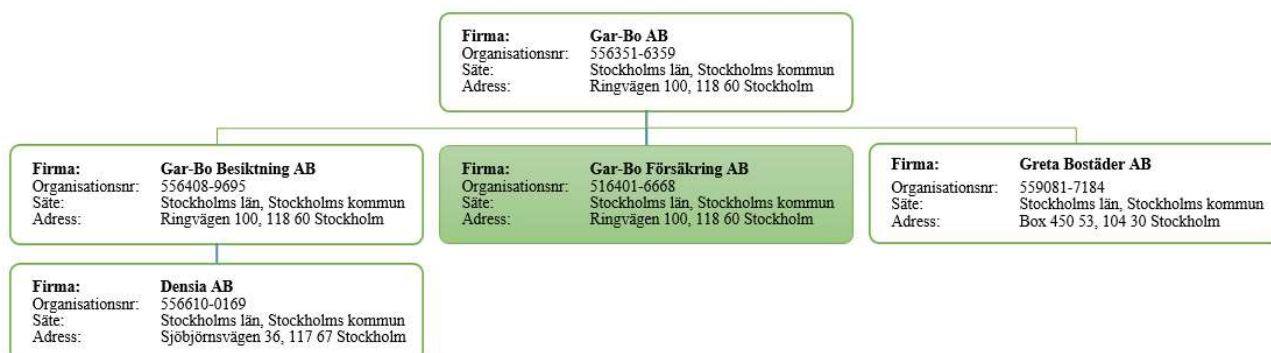 Firma: Gar-Bo AB
Organisationsnr: 556351-6359
Säte: Stockholms län, Stockholms kommun
Adress: Ringvägen 100, 118 60 Stockholm
Firma: Gar-Bo Besiktning AB
Organisationsnr: 556408-9695
Säte: Stockholms län, Stockholms kommun
Adress: Ringvägen 100, 118 60 Stockholm
Firma: Gar-Bo Försäkring AB
Organisationsnr: 516401-6668
Säte: Stockholms län, Stockholms kommun
Adress: Ringvägen 100, 118 60 Stockholm
Firma: Greta Bostäder AB
Organisationsnr: 559081-7184
Säte: Stockholms län, Stockholms kommun
Adress: Box 450 53, 104 30 Stockholm
Firma: Densia AB
Organisationsnr: 556610-0169
Säte: Stockholms län, Stockholms kommun
Adress: Sjöbjörnsvägen 36, 117 67 Stockholm